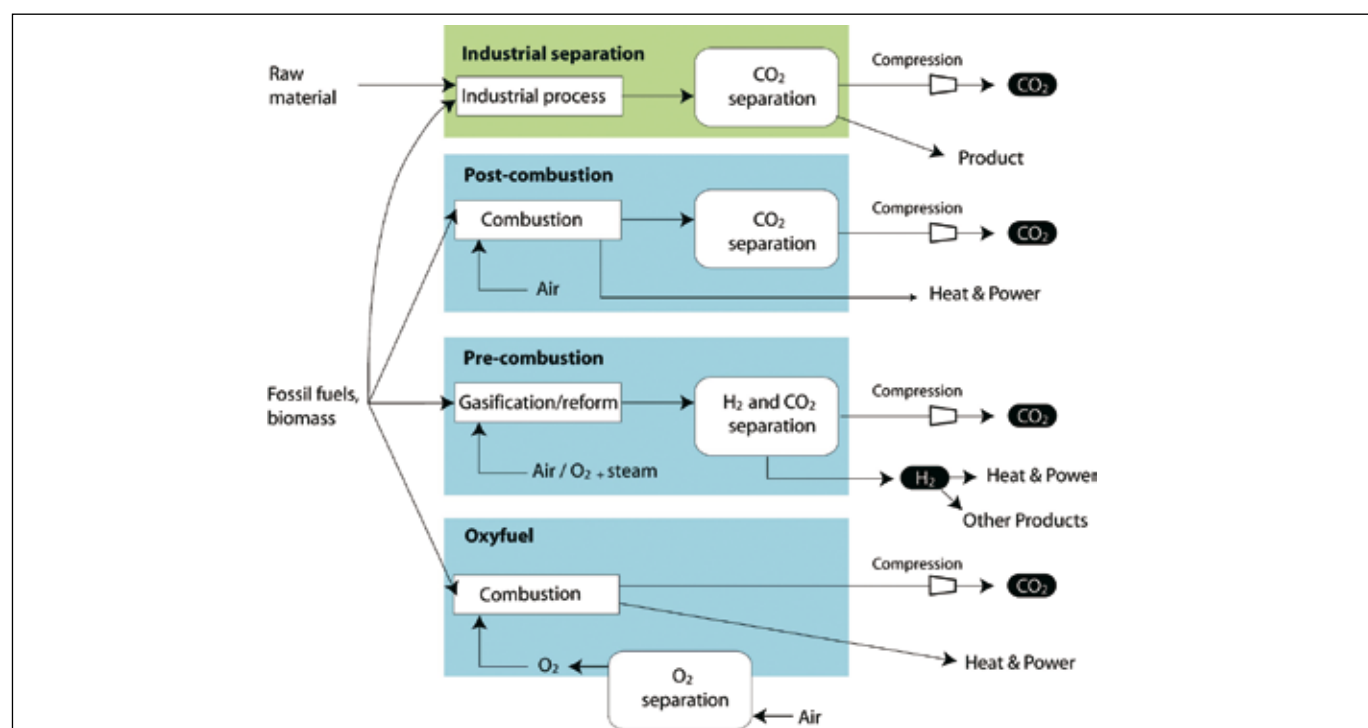 Industrial separation
Raw
material
Industrial process
CO₂
separation
Compression
CO₂
Product
Post-combustion
Combustion
CO₂
separation
Compression
CO₂
Air
Heat & Power
Pre-combustion
Fossil fuels,
biomass
Gasification/reform
H₂ and CO₂
separation
Compression
CO₂
Air / O₂ + steam
H₂
Heat & Power
Other Products
Oxyfuel
Combustion
Compression
CO₂
O₂
Heat & Power
O₂
separation
Air